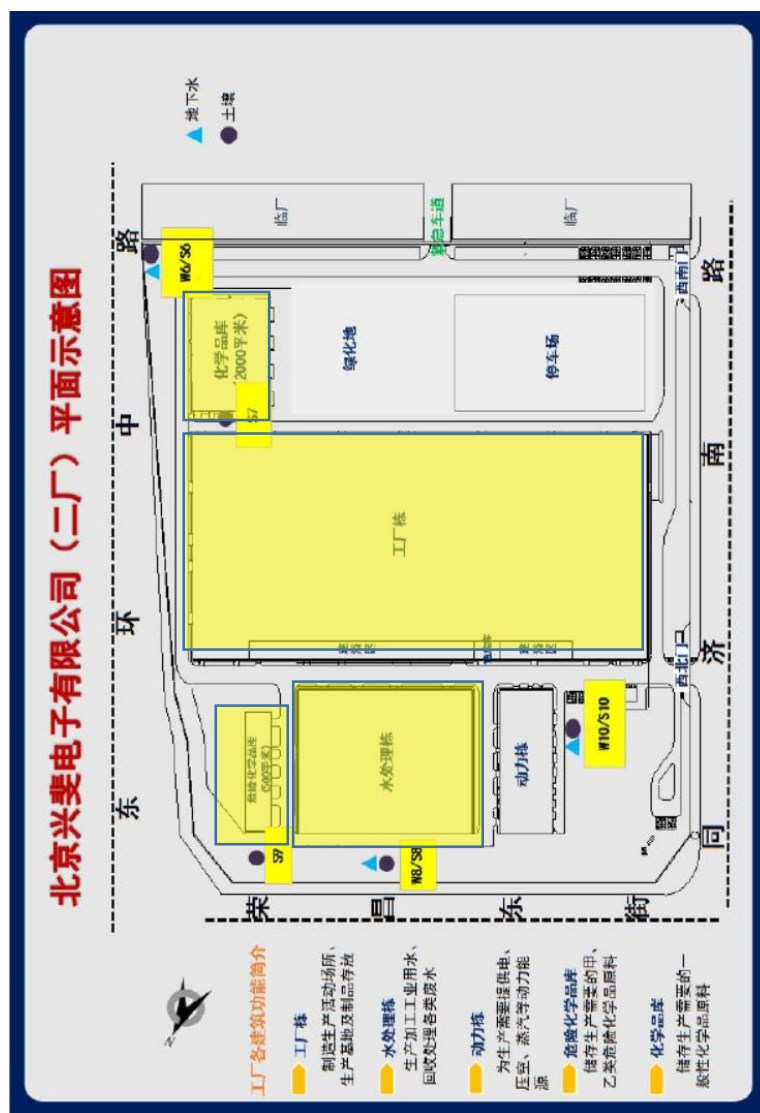 北京兴斐电子有限公司（二厂）平面示意图
东环中路
地下水
土壤
W6/S6
临厂
临厂
化学品库
(2000平米)
绿化地
停车场
S7
西南门
工厂栋
西北门
危险化学品库
(500平米)
水处理栋
动力栋
W10/S10
S9
W8/S8
同济南路
荣昌东街
N
工厂各建筑功能简介
工厂栋
制造生产活动场所、
生产基地及制品存放
水处理栋
生产加工工业用水、
回收处理各类废水
动力栋
为生产需要提供电、
压空、蒸汽等动力能
源
危险化学品库
储存生产需要的甲、
乙类危险化学品原料
化学品库
储存生产需要的一
般性化学品原料